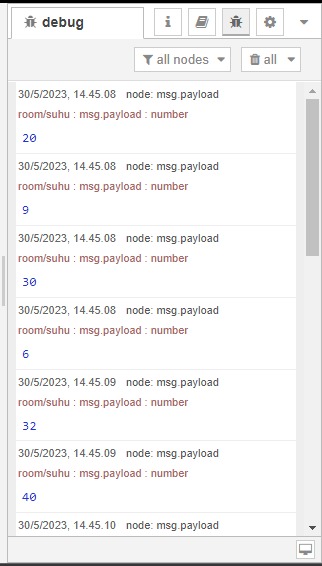 debug
all nodes
all
30/5/2023, 14.45.08 node: msg.payload
room/suhu : msg.payload : number
20
30/5/2023, 14.45.08 node: msg.payload
room/suhu : msg.payload : number
9
30/5/2023, 14.45.08 node: msg.payload
room/suhu : msg.payload : number
30
30/5/2023, 14.45.08 node: msg.payload
room/suhu : msg.payload : number
6
30/5/2023, 14.45.09 node: msg.payload
room/suhu : msg.payload : number
32
30/5/2023, 14.45.09 node: msg.payload
room/suhu : msg.payload : number
40
30/5/2023, 14.45.10 node: msg.payload